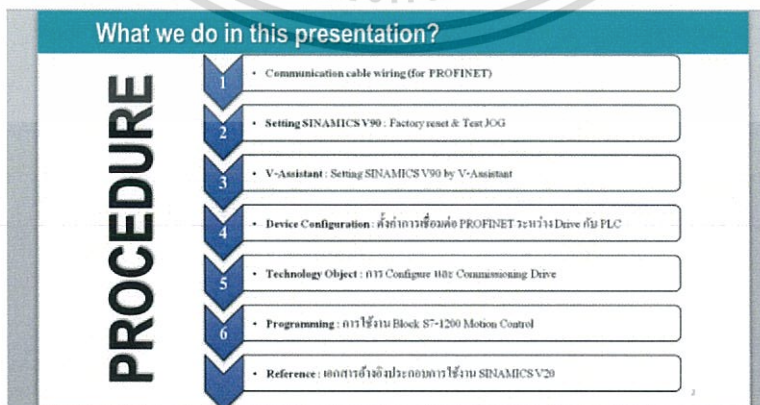 What we do in this presentation?
PROCEDURE
1
• Communication cable wiring (for PROFINET)
2
• Setting SINAMICS V90 : Factory reset & Test JOG
3
• V-Assistant : Setting SINAMICS V90 by V-Assistant
4
• Device Configuration : ตั้งค่าการเชื่อมต่อ PROFINET ระหว่าง Drive กับ PLC
5
• Technology Object : การ Configure และ Commissioning Drive
6
• Programming : การใช้งาน Block S7-1200 Motion Control
• Reference : เอกสารอ้างอิงประกอบการใช้งาน SINAMICS V20
2